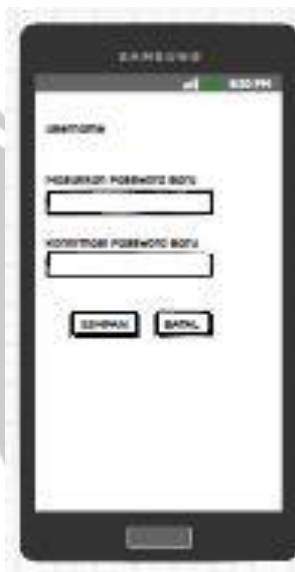 SAMSUNG
8:30 PM
username
Masukkan Password Baru
Konfirmasi Password Baru
SIMPAN BATAL